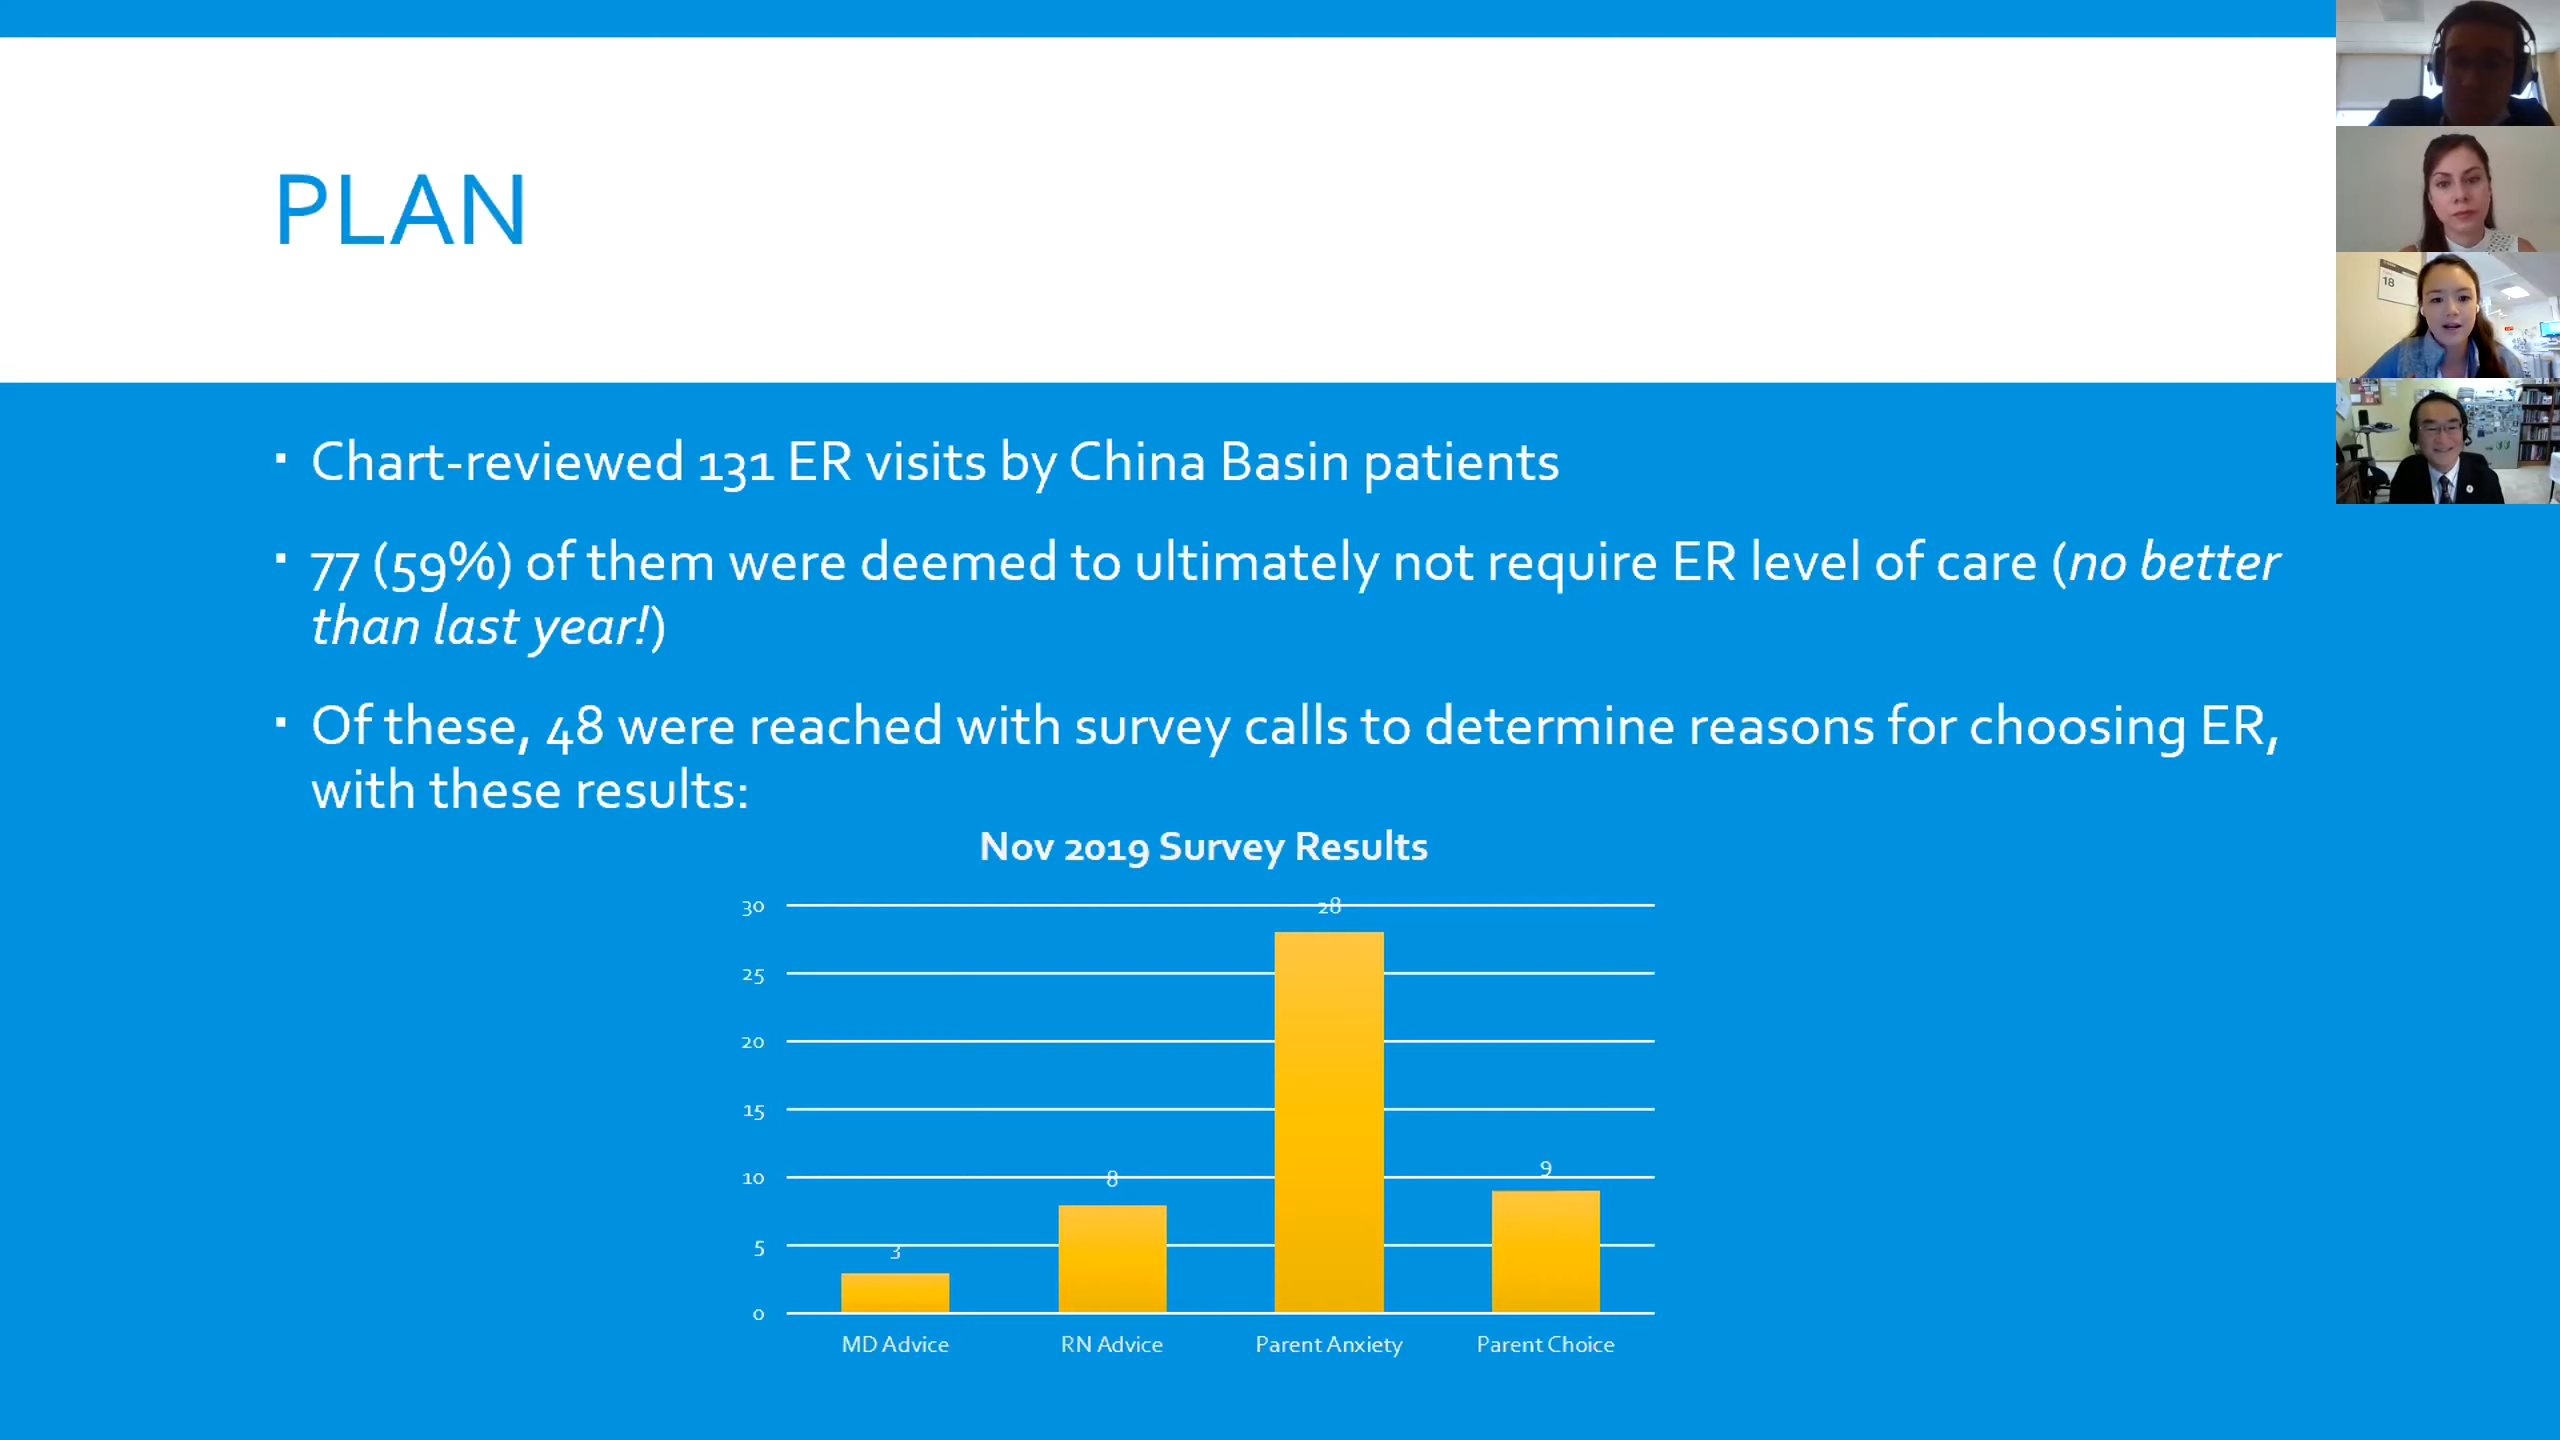 PLAN
▪ Chart-reviewed 131 ER visits by China Basin patients
▪ 77 (59%) of them were deemed to ultimately not require ER level of care (no better
than last year!)
▪ Of these, 48 were reached with survey calls to determine reasons for choosing ER,
with these results:
Nov 2019 Survey Results
30
25
20
15
10
5
0
3
8
28
9
MD Advice
RN Advice
Parent Anxiety
Parent Choice
18